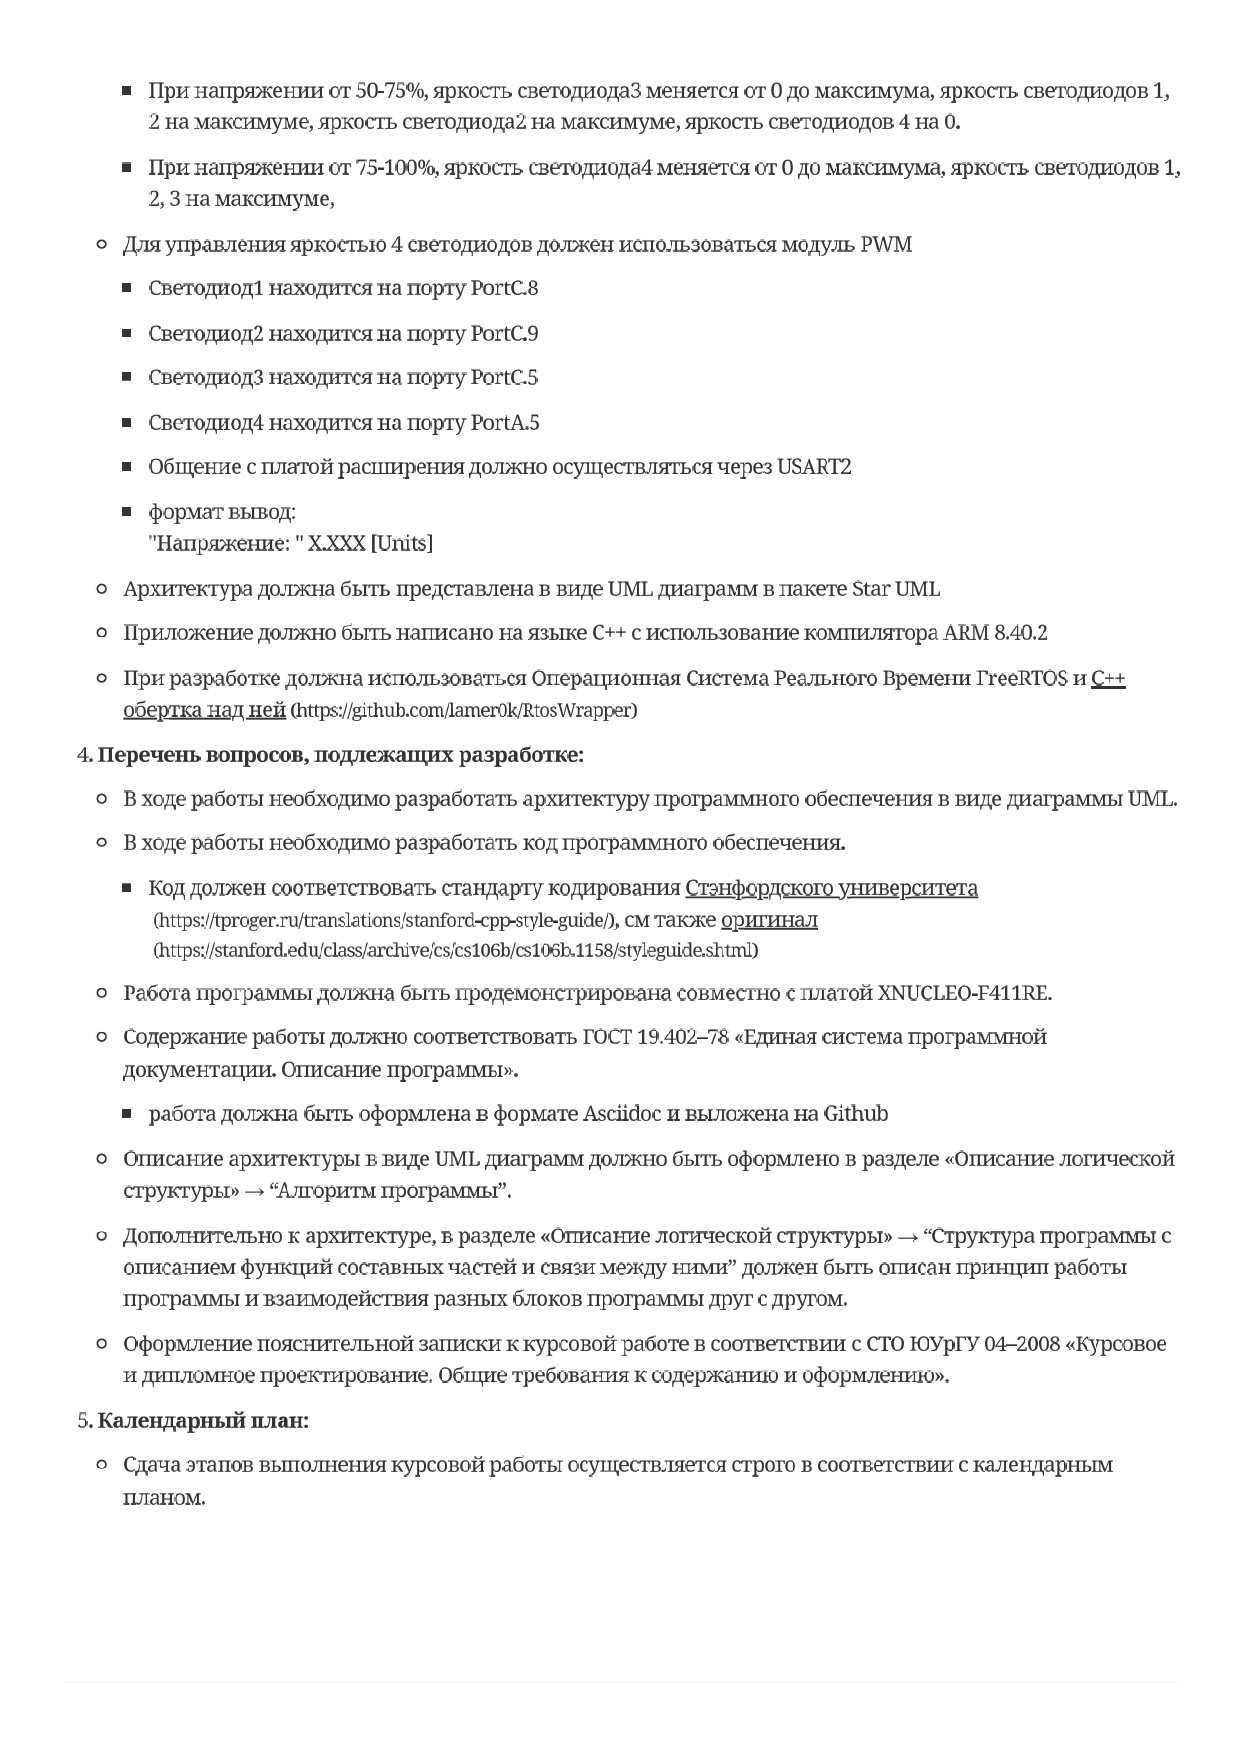 При напряжении от 50-75%, яркость светодиода3 меняется от 0 до максимума, яркость светодиодов 1,
2 на максимуме, яркость светодиода2 на максимуме, яркость светодиодов 4 на 0.
При напряжении от 75-100%, яркость светодиода4 меняется от 0 до максимума, яркость светодиодов 1,
2, 3 на максимуме,
Для управления яркостью 4 светодиодов должен использоваться модуль PWM
Светодиод1 находится на порту PortC.8
Светодиод2 находится на порту PortC.9
Светодиод3 находится на порту PortC.5
Светодиод4 находится на порту PortA.5
Общение с платой расширения должно осуществляться через USART2
формат вывод:
"Напряжение: " X.XXX [Units]
Архитектура должна быть представлена в виде UML диаграмм в пакете Star UML
Приложение должно быть написано на языке C++ с использование компилятора ARM 8.40.2
При разработке должна использоваться Операционная Система Реального Времени FreeRTOS и C++
обертка над ней (https://github.com/lamer0k/RtosWrapper)
4. Перечень вопросов, подлежащих разработке:
В ходе работы необходимо разработать архитектуру программного обеспечения в виде диаграммы UML.
В ходе работы необходимо разработать код программного обеспечения.
Код должен соответствовать стандарту кодирования Стэнфордского университета
(https://tproger.ru/translations/stanford-cpp-style-guide/), см также оригинал
(https://stanford.edu/class/archive/cs/cs106b/cs106b.1158/styleguide.shtml)
Работа программы должна быть продемонстрирована совместно с платой XNUCLEO-F411RE.
Содержание работы должно соответствовать ГОСТ 19.402–78 «Единая система программной
документации. Описание программы».
работа должна быть оформлена в формате Asciidoc и выложена на Github
Описание архитектуры в виде UML диаграмм должно быть оформлено в разделе «Описание логической
структуры» → “Алгоритм программы”.
Дополнительно к архитектуре, в разделе «Описание логической структуры» → “Структура программы с
описанием функций составных частей и связи между ними” должен быть описан принцип работы
программы и взаимодействия разных блоков программы друг с другом.
Оформление пояснительной записки к курсовой работе в соответствии с СТО ЮУрГУ 04–2008 «Курсовое
и дипломное проектирование. Общие требования к содержанию и оформлению».
5. Календарный план:
Сдача этапов выполнения курсовой работы осуществляется строго в соответствии с календарным
планом.